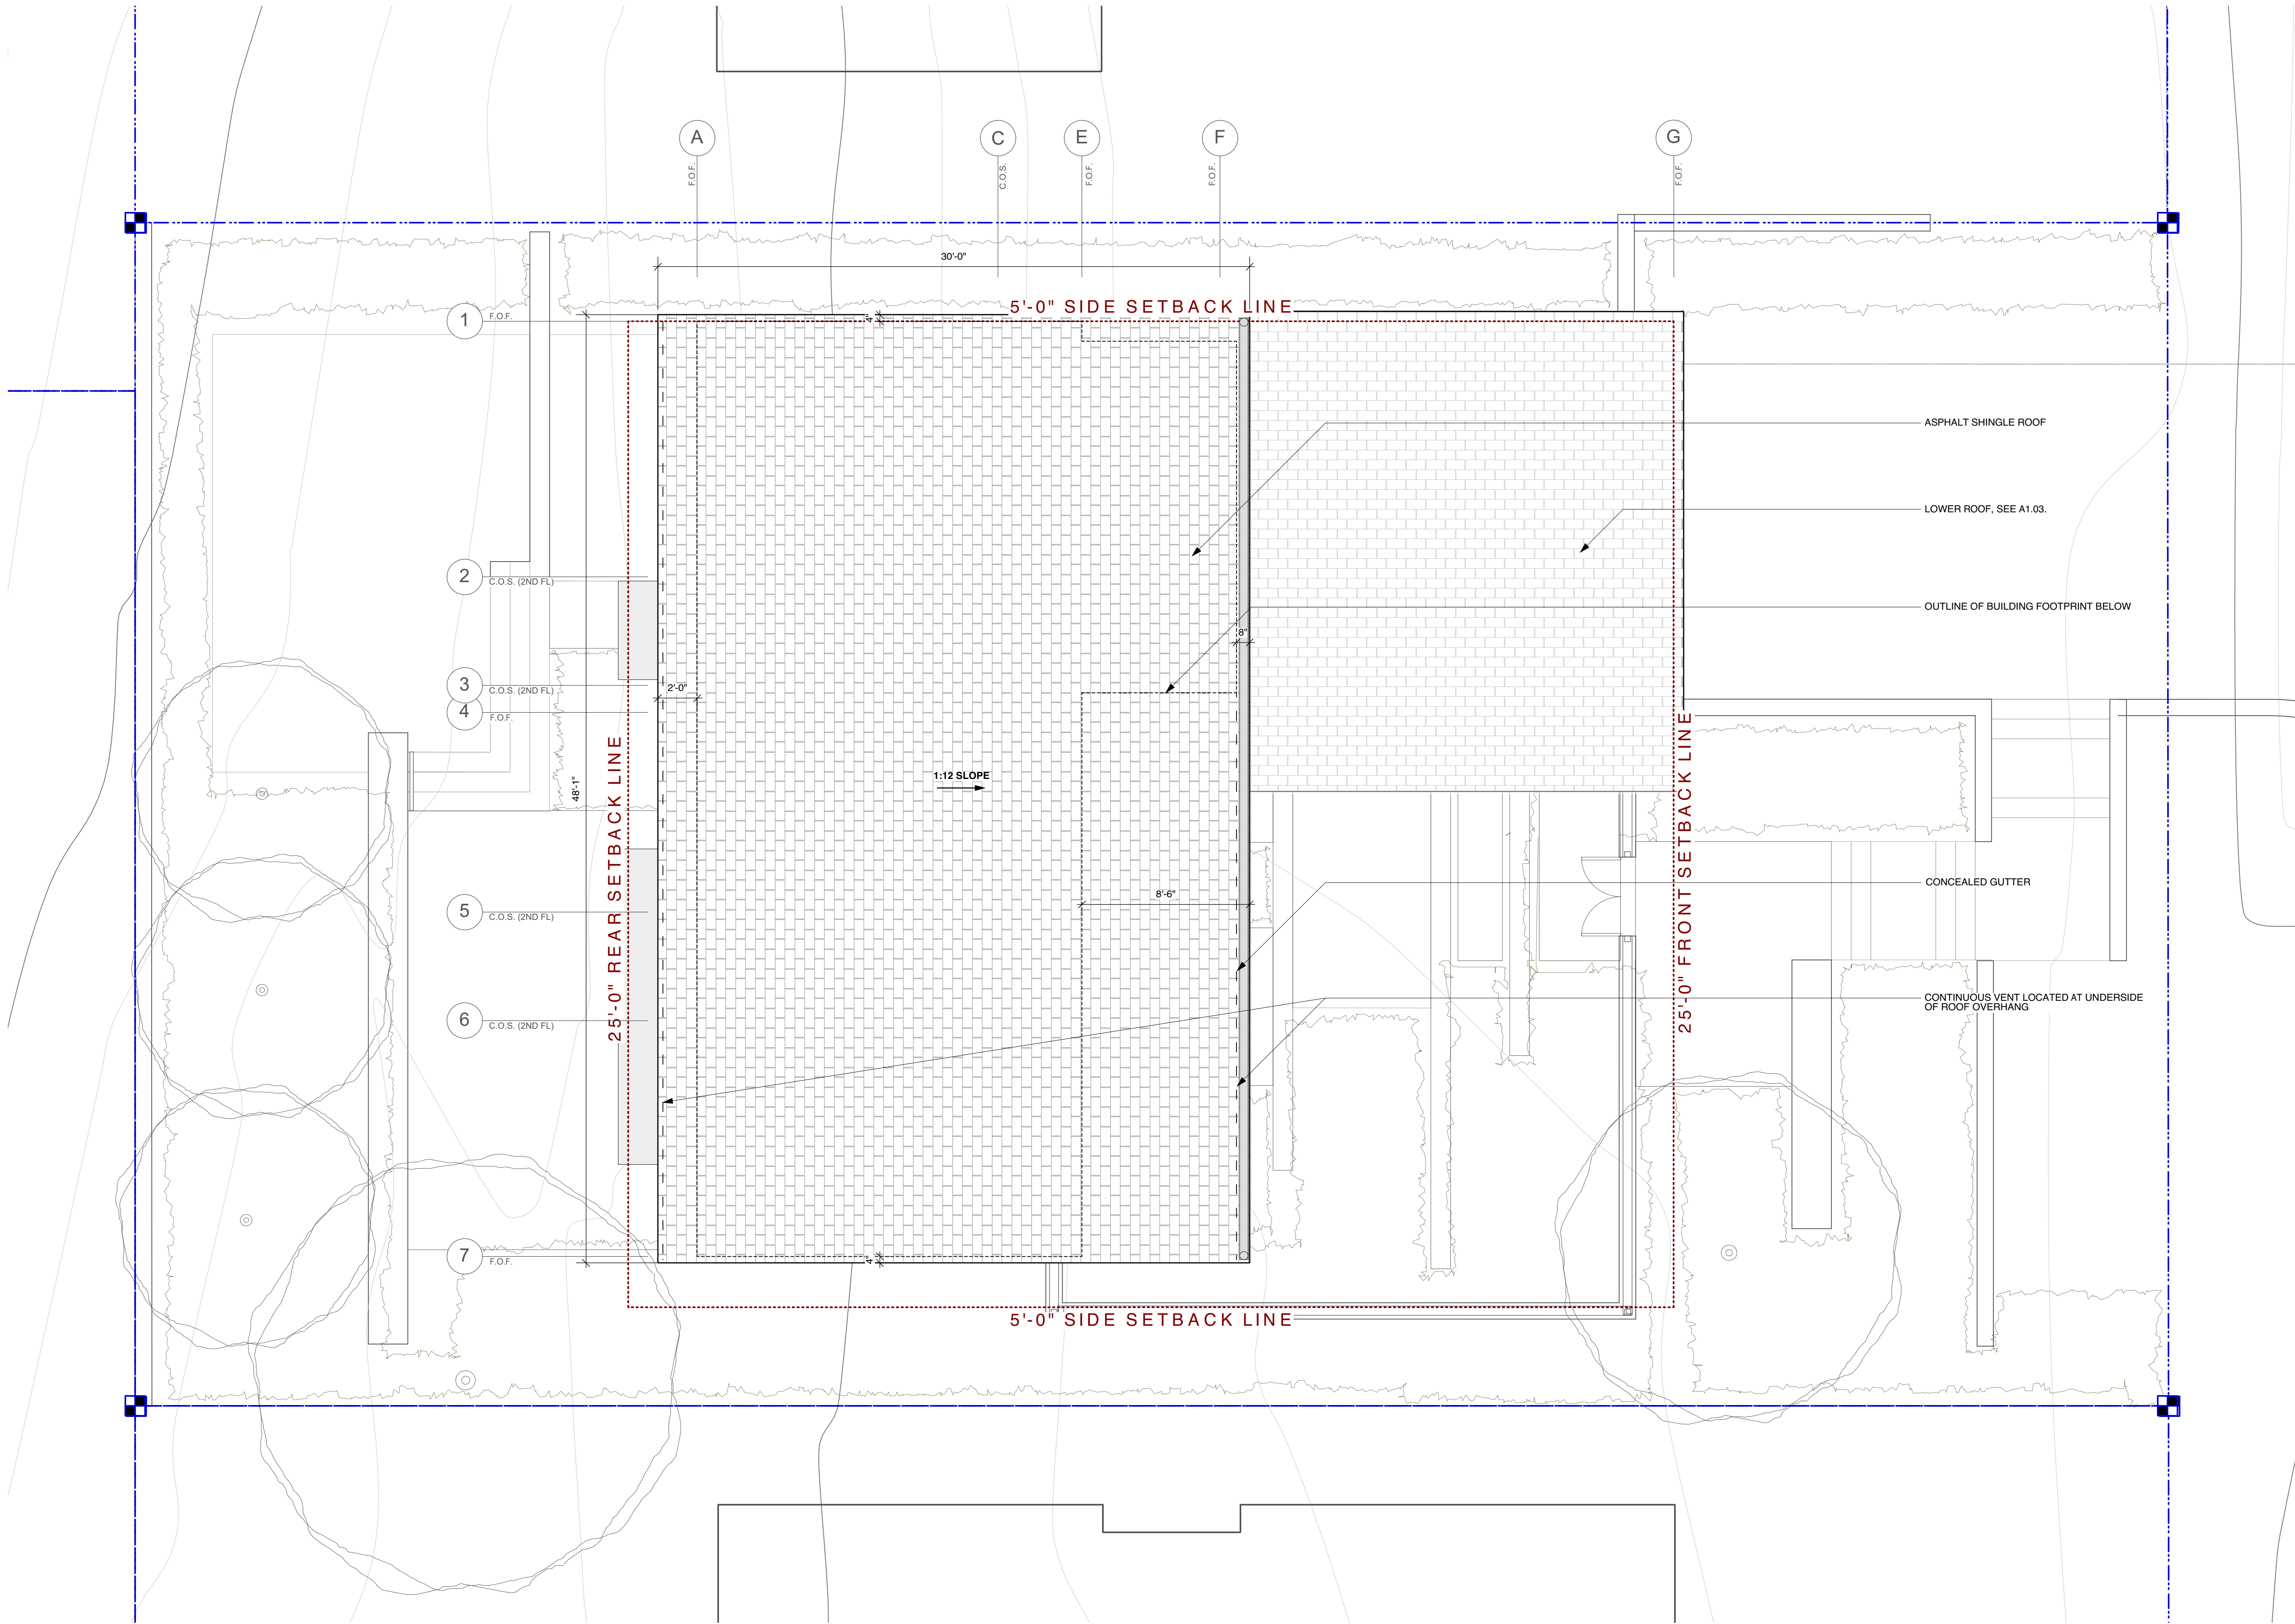 A
C
E
F
G
F.O.F.
C.O.S.
F.O.F.
F.O.F.
F.O.F.
30'-0"
5'-0" SIDE SETBACK LINE
1
F.O.F.
4"
ASPHALT SHINGLE ROOF
LOWER ROOF, SEE A1.03.
2
C.O.S. (2ND FL)
OUTLINE OF BUILDING FOOTPRINT BELOW
8"
3
C.O.S. (2ND FL)
2'-0"
4
F.O.F.
1:12 SLOPE
48'-1"
25'-0" REAR SETBACK LINE
25'-0" FRONT SETBACK LINE
CONCEALED GUTTER
8'-6"
5
C.O.S. (2ND FL)
CONTINUOUS VENT LOCATED AT UNDERSIDE
OF ROOF OVERHANG
6
C.O.S. (2ND FL)
7
F.O.F.
4"
5'-0" SIDE SETBACK LINE